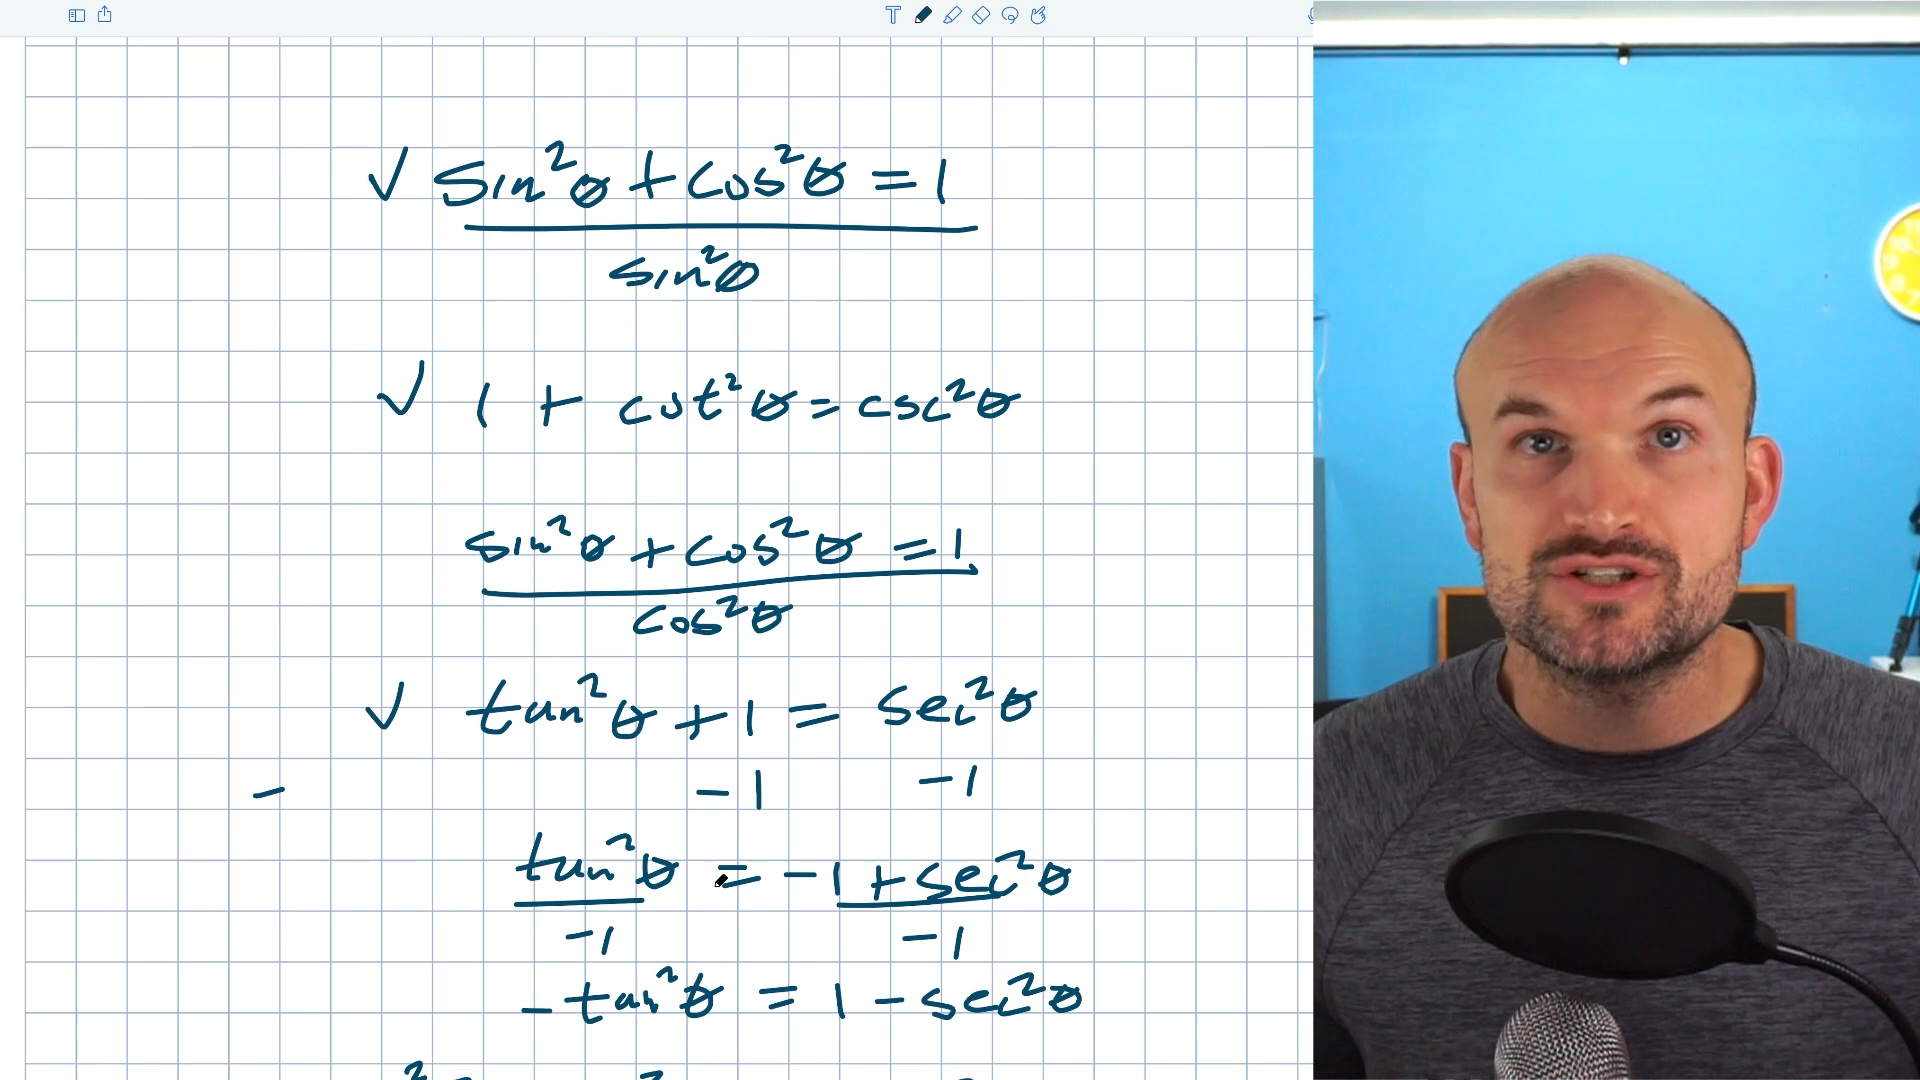 T
✓ sin²θ + cos²θ = 1
sin²θ
✓ 1 + cot²θ = csc²θ
sin²θ + cos²θ = 1
cos²θ
✓ tan²θ + 1 = sec²θ
- -1 -1
tan²θ = -1 + sec²θ
-1 -1
-tan²θ = 1 - sec²θ